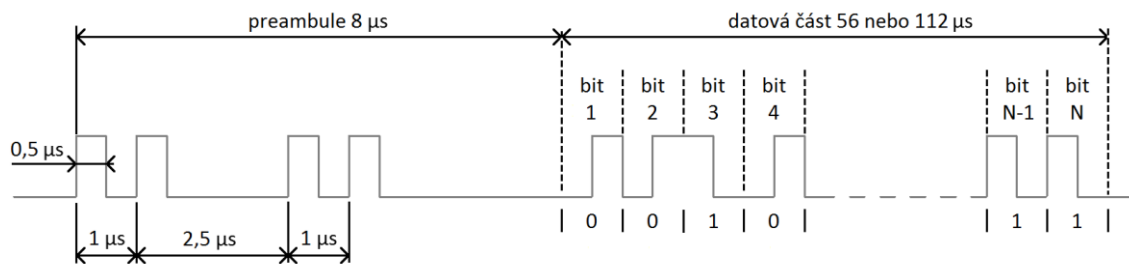 preambule 8 µs
datová část 56 nebo 112 µs
bit 1
bit 2
bit 3
bit 4
bit N-1
bit N
0,5 µs
0 0 1 0 1 1
1 µs
2,5 µs
1 µs